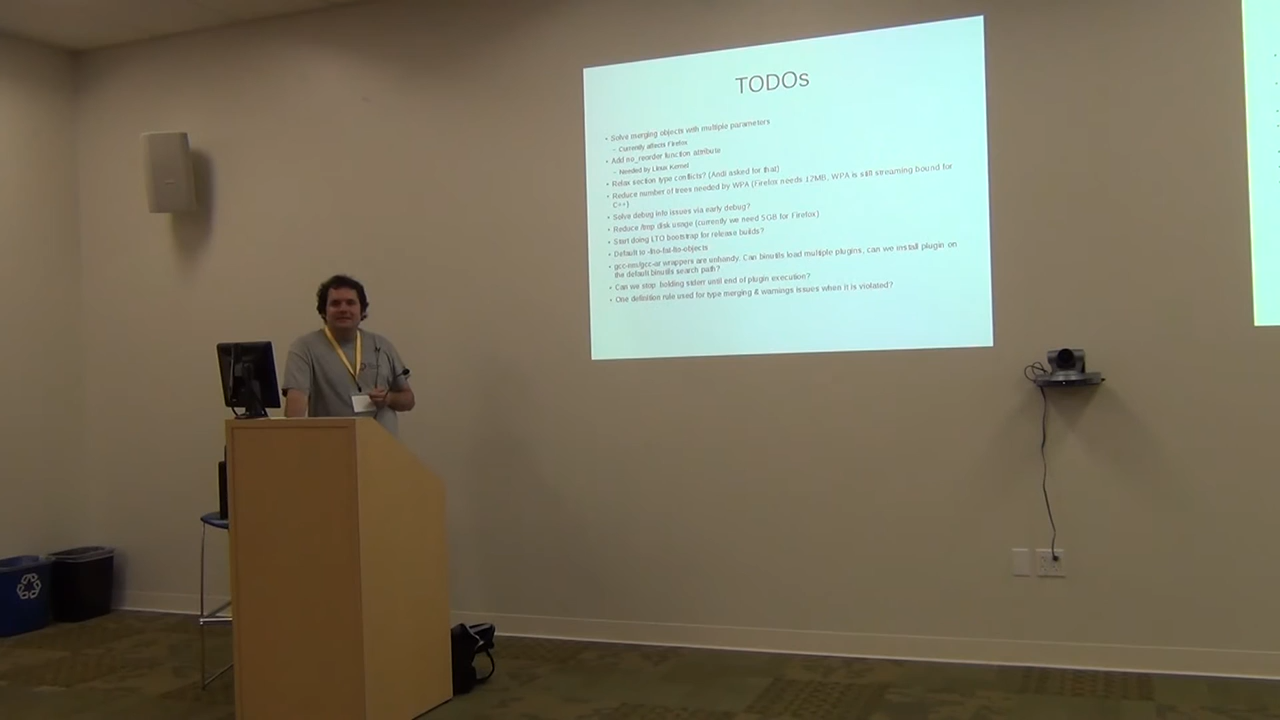 TODOs
• Solve merging objects with multiple parameters
– Currently affects Firefox
• Add no_reorder function attribute
– Needed by Linux Kernel
• Relax section type conflicts? (Andi asked for that)
• Reduce number of trees needed by WPA (Firefox needs 12MB, WPA is still streaming bound for
C++)
• Solve debug info issues via early debug?
• Reduce /tmp disk usage (currently we need 5GB for Firefox)
• Start doing LTO bootstrap for release builds?
• Default to -fno-fat-lto-objects
• gcc-nm/gcc-ar wrappers are unhandy. Can binutils load multiple plugins, can we install plugin on
the default binutils search path?
• Can we stop holding stderr until end of plugin execution?
• One definition rule used for type merging & warnings issues when it is violated?